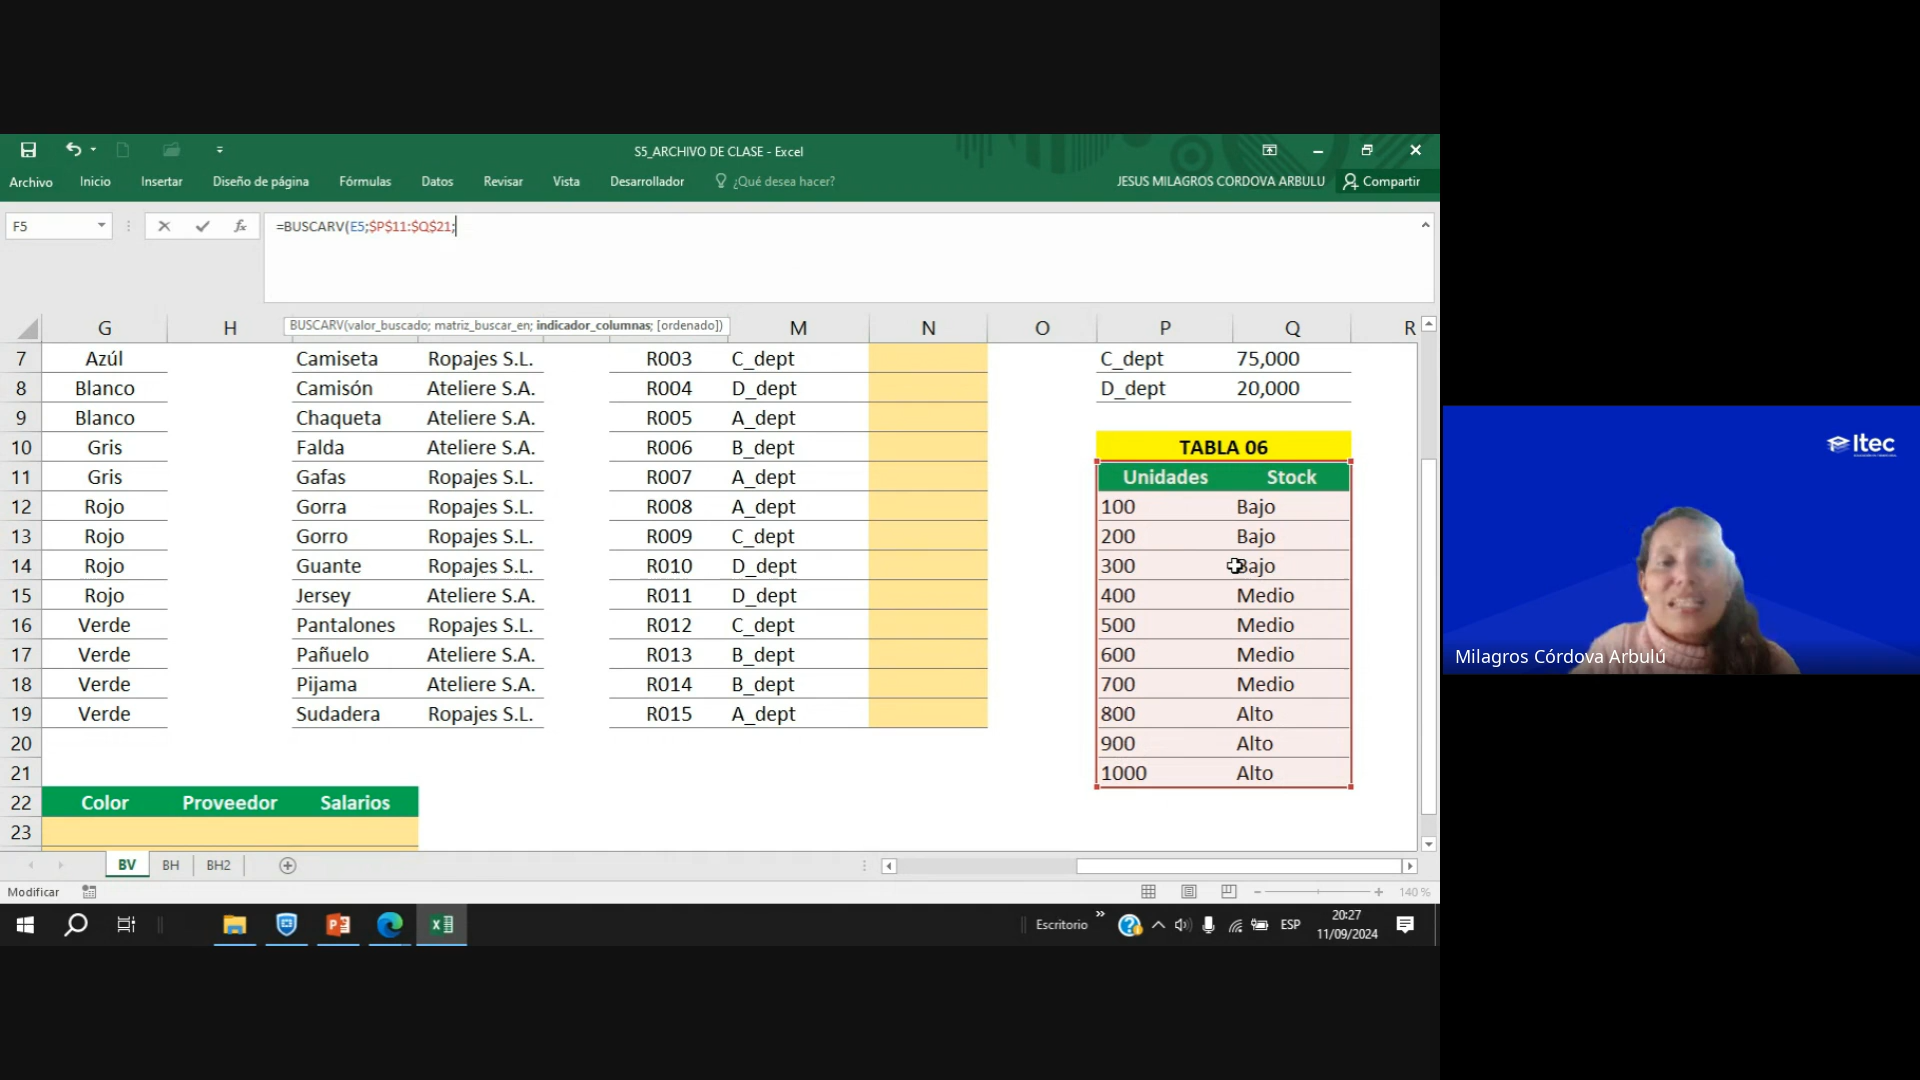 S5_ARCHIVO DE CLASE - Excel
Archivo Inicio Insertar Diseño de página Fórmulas Datos Revisar Vista Desarrollador ¿Qué desea hacer? JESUS MILAGROS CORDOVA ARBULU Compartir
F5 fx =BUSCARV(E5;$P$11:$Q$21;
BUSCARV(valor_buscado; matriz_buscar_en; indicador_columnas; [ordenado])
G H M N O P Q R
7 Azúl Camiseta Ropajes S.L. R003 C_dept C_dept 75,000
8 Blanco Camisón Ateliere S.A. R004 D_dept D_dept 20,000
9 Blanco Chaqueta Ateliere S.A. R005 A_dept
10 Gris Falda Ateliere S.A. R006 B_dept TABLA 06
11 Gris Gafas Ropajes S.L. R007 A_dept Unidades Stock
12 Rojo Gorra Ropajes S.L. R008 A_dept 100 Bajo
13 Rojo Gorro Ropajes S.L. R009 C_dept 200 Bajo
14 Rojo Guante Ropajes S.L. R010 D_dept 300 Bajo
15 Rojo Jersey Ateliere S.A. R011 D_dept 400 Medio
16 Verde Pantalones Ropajes S.L. R012 C_dept 500 Medio
17 Verde Pañuelo Ateliere S.A. R013 B_dept 600 Medio
18 Verde Pijama Ateliere S.A. R014 B_dept 700 Medio
19 Verde Sudadera Ropajes S.L. R015 A_dept 800 Alto
20 900 Alto
21 1000 Alto
22 Color Proveedor Salarios
23
BV BH BH2
Modificar 140 %
Escritorio ESP 20:27
11/09/2024
Itec
Milagros Córdova Arbulú